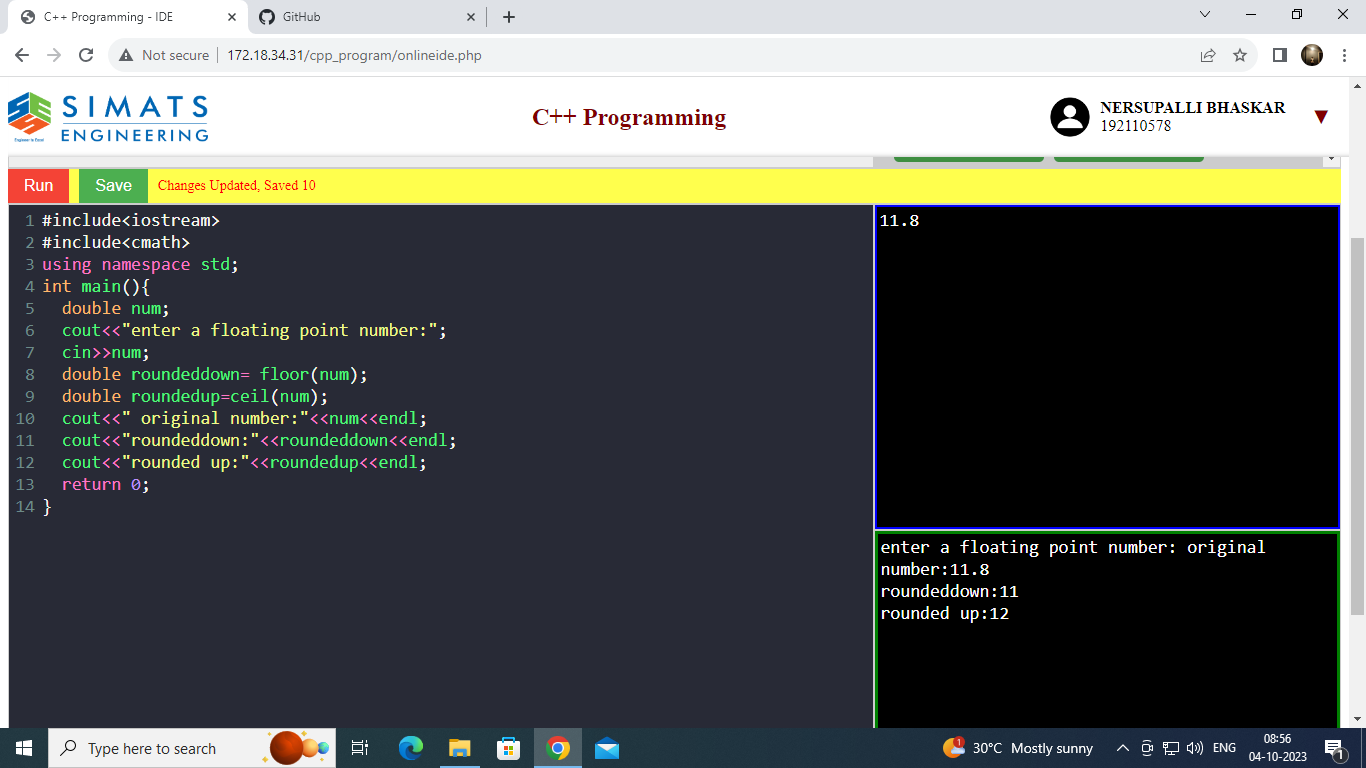 C++ Programming - IDE
GitHub
Not secure
172.18.34.31/cpp_program/onlineide.php
SIMATS
ENGINEERING
Engineer to Excel
C++ Programming
NERSUPALLI BHASKAR
192110578
Run
Save
Changes Updated, Saved 10
1 #include<iostream>
2 #include<cmath>
3 using namespace std;
4 int main(){
5   double num;
6   cout<<"enter a floating point number:";
7   cin>>num;
8   double roundeddown= floor(num);
9   double roundedup=ceil(num);
10   cout<<" original number:"<<num<<endl;
11   cout<<"roundeddown:"<<roundeddown<<endl;
12   cout<<"rounded up:"<<roundedup<<endl;
13   return 0;
14 }
11.8
enter a floating point number: original
number:11.8
roundeddown:11
rounded up:12
Type here to search
1
30°C Mostly sunny
ENG
08:56
04-10-2023
1